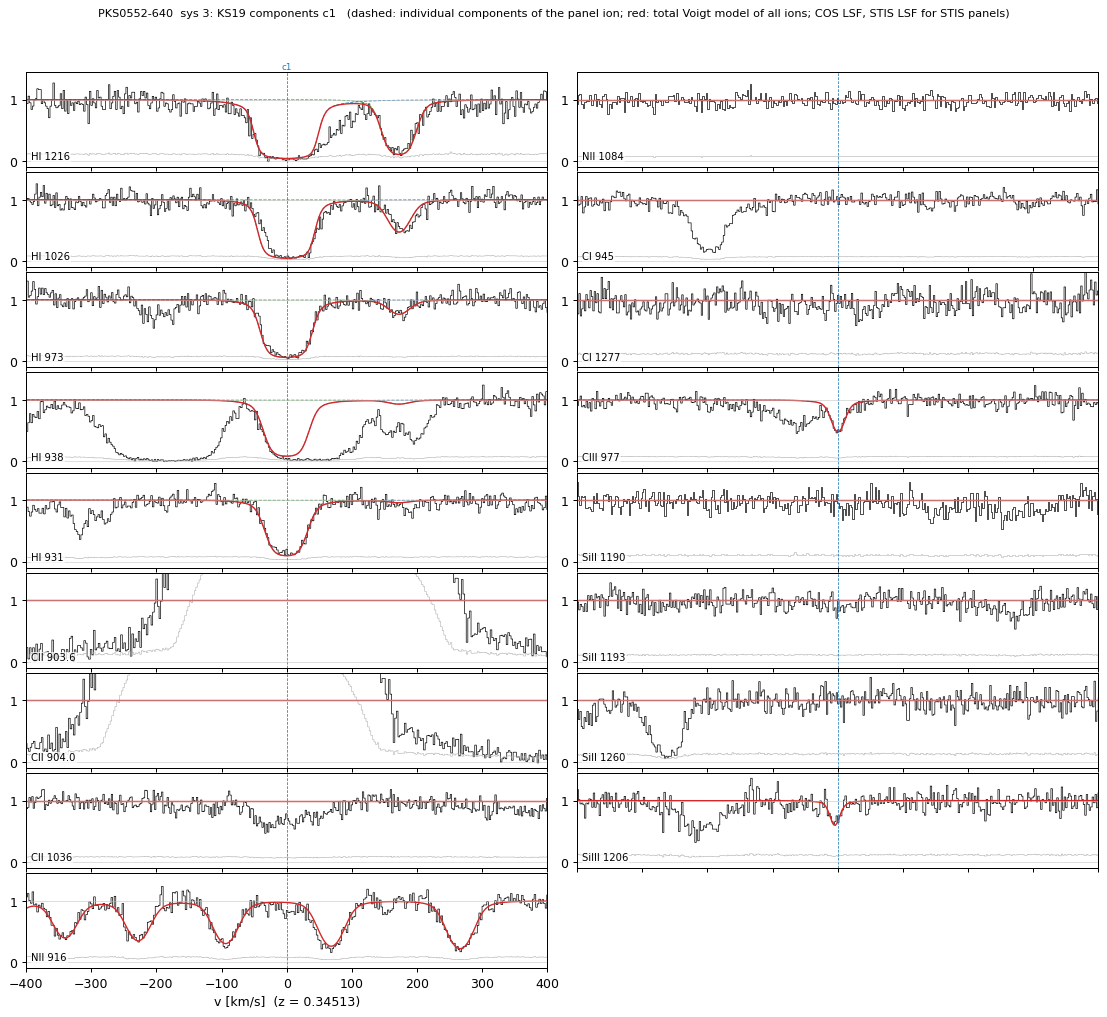 PKS0552-640  sys 3: KS19 components c1   (dashed: individual components of the panel ion; red: total Voigt model of all ions; COS LSF, STIS LSF for STIS panels)
c1
1
0
HI 1216
1
0
HI 1026
1
0
HI 973
1
0
HI 938
1
0
HI 931
1
0
CII 903.6
1
0
CII 904.0
1
0
CII 1036
1
0
NII 916
−400 −300 −200 −100 0 100 200 300 400
v [km/s]  (z = 0.34513)
1
0
NII 1084
1
0
CI 945
1
0
CI 1277
1
0
CIII 977
1
0
SiII 1190
1
0
SiII 1193
1
0
SiII 1260
1
0
SiIII 1206